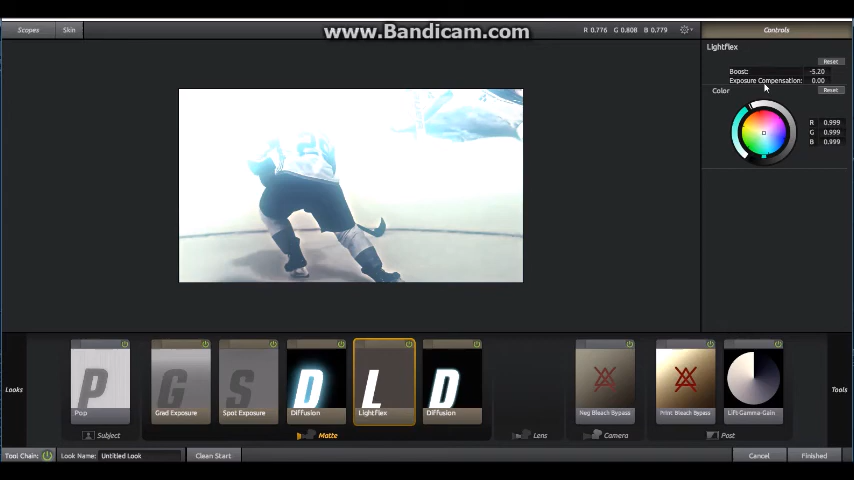 Scopes
Skin
www.Bandicam.com
R 0.776 G 0.808 B 0.779
Controls
Lightflex
Reset
Boost: -5.20
Exposure Compensation: 0.00
Color
Reset
R 0.999
G 0.999
B 0.999
Looks
P
Pop
G
Grad Exposure
S
Spot Exposure
D
Diffusion
L
Lightflex
D
Diffusion
Neg Bleach Bypass
Print Bleach Bypass
Lift-Gamma-Gain
Tools
Subject
Matte
Lens
Camera
Post
Tool Chain:
Look Name: Untitled Look
Clean Start
Cancel
Finished